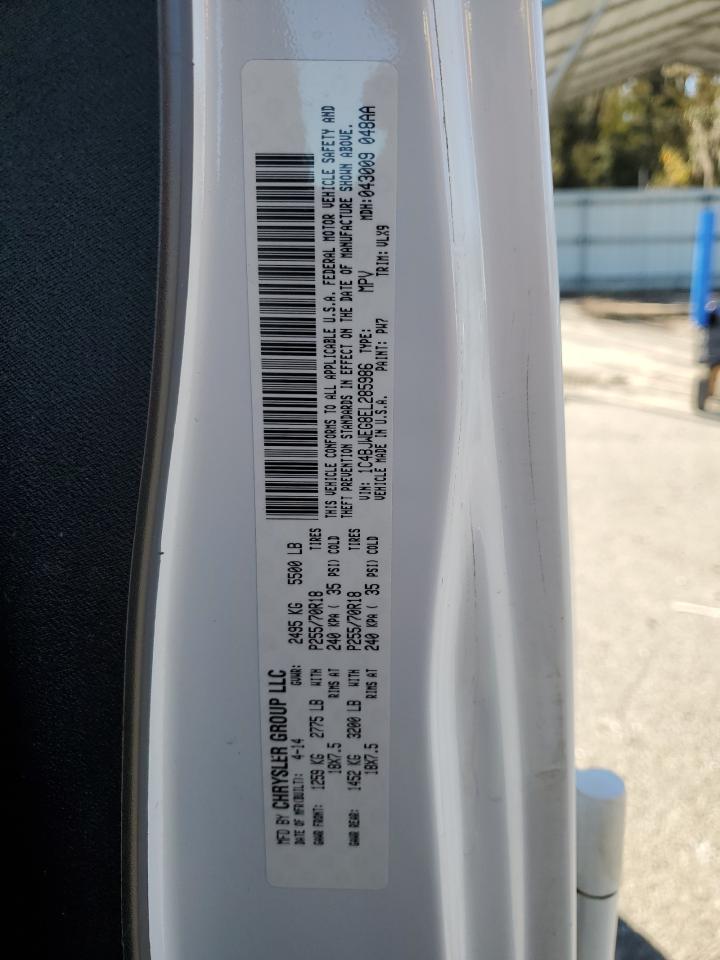 MFD BY CHRYSLER GROUP LLC
DATE OF MFR(BUILT): 4-14 GVWR: 2495 KG 5500 LB
GAWR FRONT: 1259 KG 2775 LB WITH P255/70R18 TIRES
18X7.5 RIMS AT 240 KPA ( 35 PSI) COLD
GAWR REAR: 1452 KG 3200 LB WITH P255/70R18 TIRES
18X7.5 RIMS AT 240 KPA ( 35 PSI) COLD
THIS VEHICLE CONFORMS TO ALL APPLICABLE U.S.A. FEDERAL MOTOR VEHICLE SAFETY AND
THEFT PREVENTION STANDARDS IN EFFECT ON THE DATE OF MANUFACTURE SHOWN ABOVE.
VIN: 1C4BJWEG8EL285986 TYPE: MPV MDH:043009 048AA
VEHICLE MADE IN U.S.A. PAINT: PW7 TRIM: VLX9